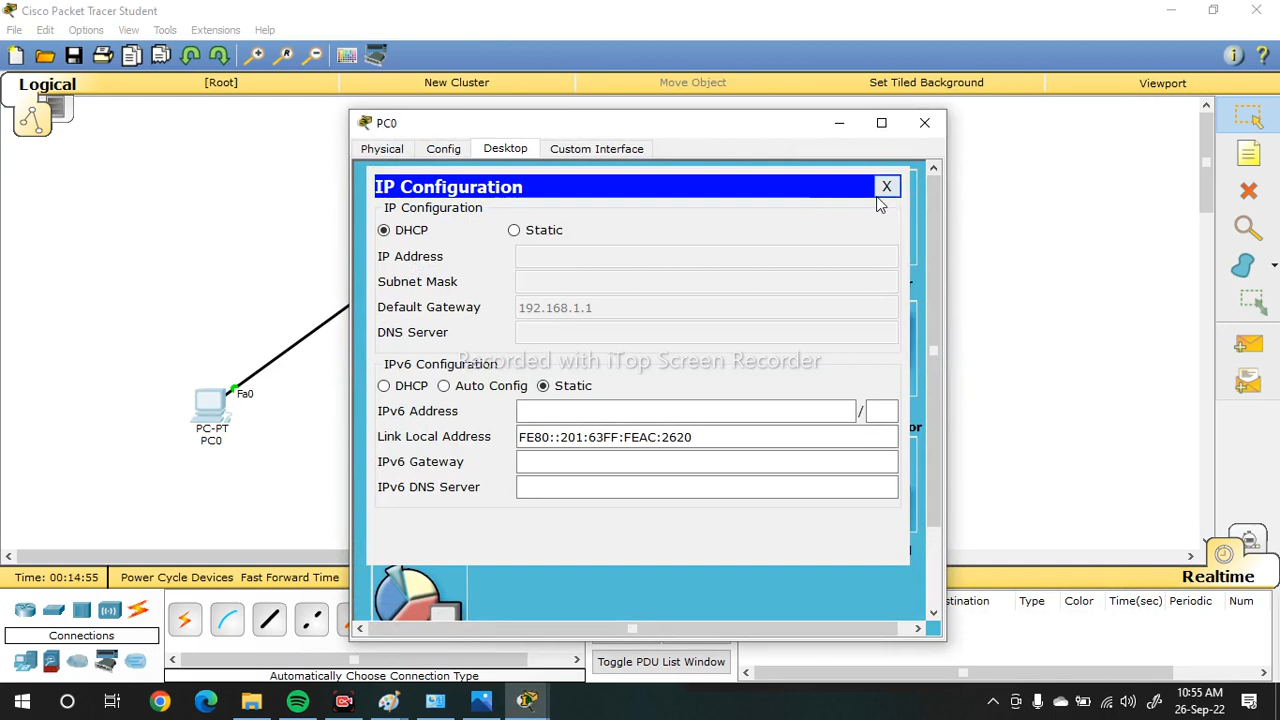 Cisco Packet Tracer Student
File Edit Options View Tools Extensions Help
Logical [Root] New Cluster Move Object Set Tiled Background Viewport
PC0
Physical Config Desktop Custom Interface
IP Configuration X
IP Configuration
DHCP Static
IP Address
Subnet Mask
Default Gateway 192.168.1.1
DNS Server
Recorded with iTop Screen Recorder
IPv6 Configuration
DHCP Auto Config Static
IPv6 Address /
Link Local Address FE80::201:63FF:FEAC:2620
IPv6 Gateway
IPv6 DNS Server
Fa0
PC-PT
PC0
Time: 00:14:55 Power Cycle Devices Fast Forward Time Realtime
Connections
Automatically Choose Connection Type
Toggle PDU List Window
stination Type Color Time(sec) Periodic Num
10:55 AM
26-Sep-22